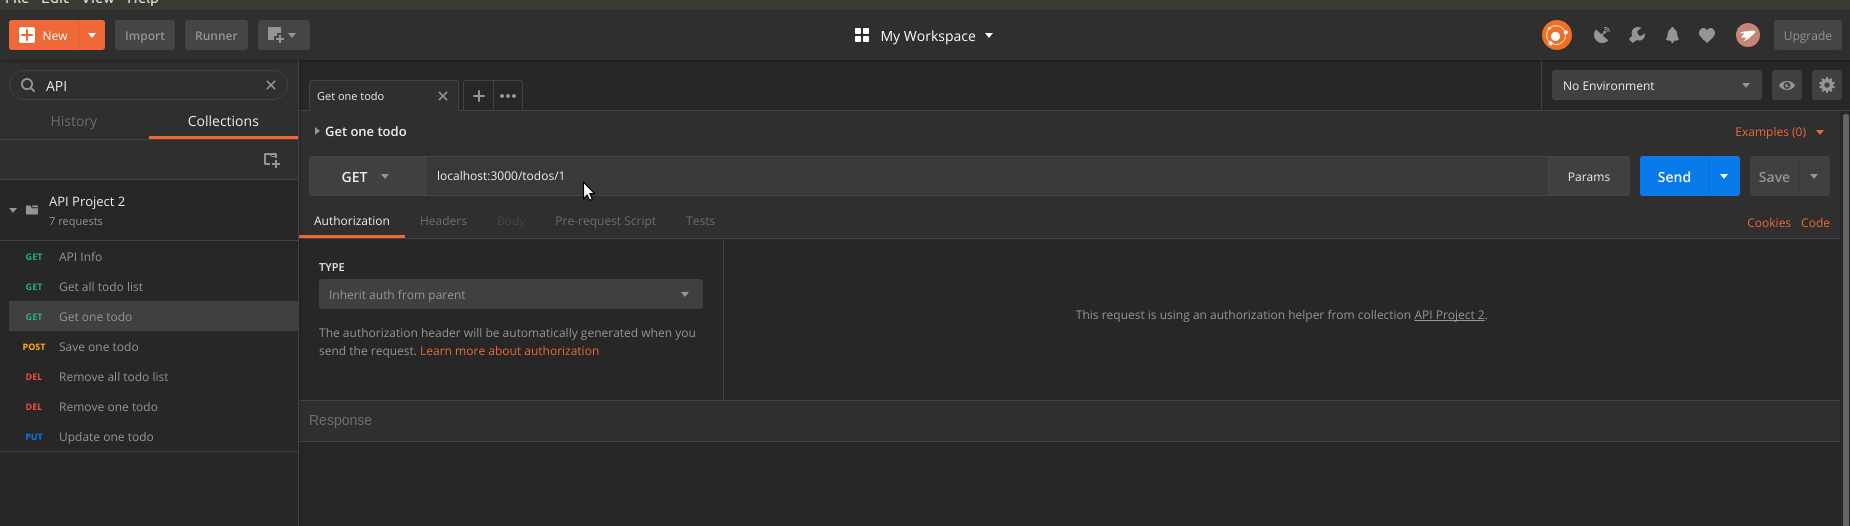 File Edit View Help
New
Import
Runner
My Workspace
Upgrade
API
History
Collections
API Project 2
7 requests
GET API Info
GET Get all todo list
GET Get one todo
POST Save one todo
DEL Remove all todo list
DEL Remove one todo
PUT Update one todo
Get one todo
No Environment
Get one todo
Examples (0)
GET
localhost:3000/todos/1
Params
Send
Save
Authorization
Headers
Body
Pre-request Script
Tests
Cookies
Code
TYPE
Inherit auth from parent
The authorization header will be automatically generated when you
send the request. Learn more about authorization
This request is using an authorization helper from collection API Project 2.
Response